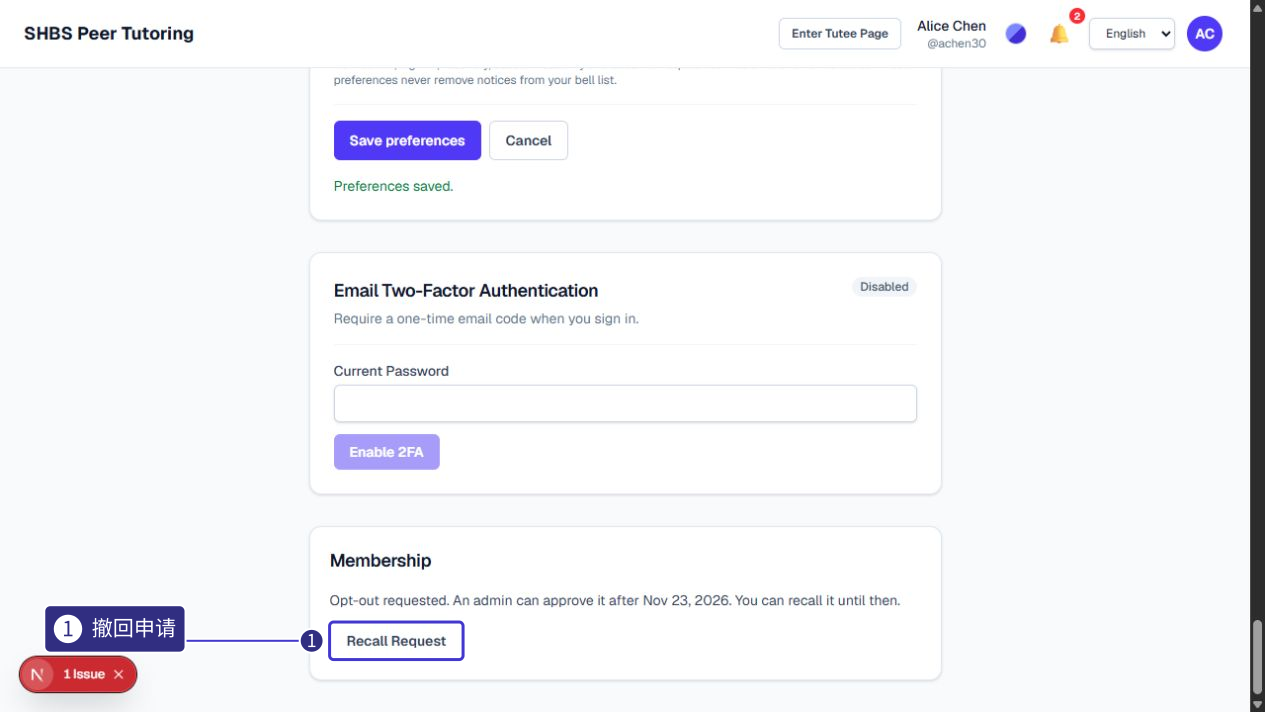 SHBS Peer Tutoring
Enter Tutee Page
Alice Chen
@achen30
2
English
AC
preferences never remove notices from your bell list.
Save preferences
Cancel
Preferences saved.
Email Two-Factor Authentication
Disabled
Require a one-time email code when you sign in.
Current Password
Enable 2FA
Membership
Opt-out requested. An admin can approve it after Nov 23, 2026. You can recall it until then.
1 撤回申请
1
Recall Request
N 1 Issue